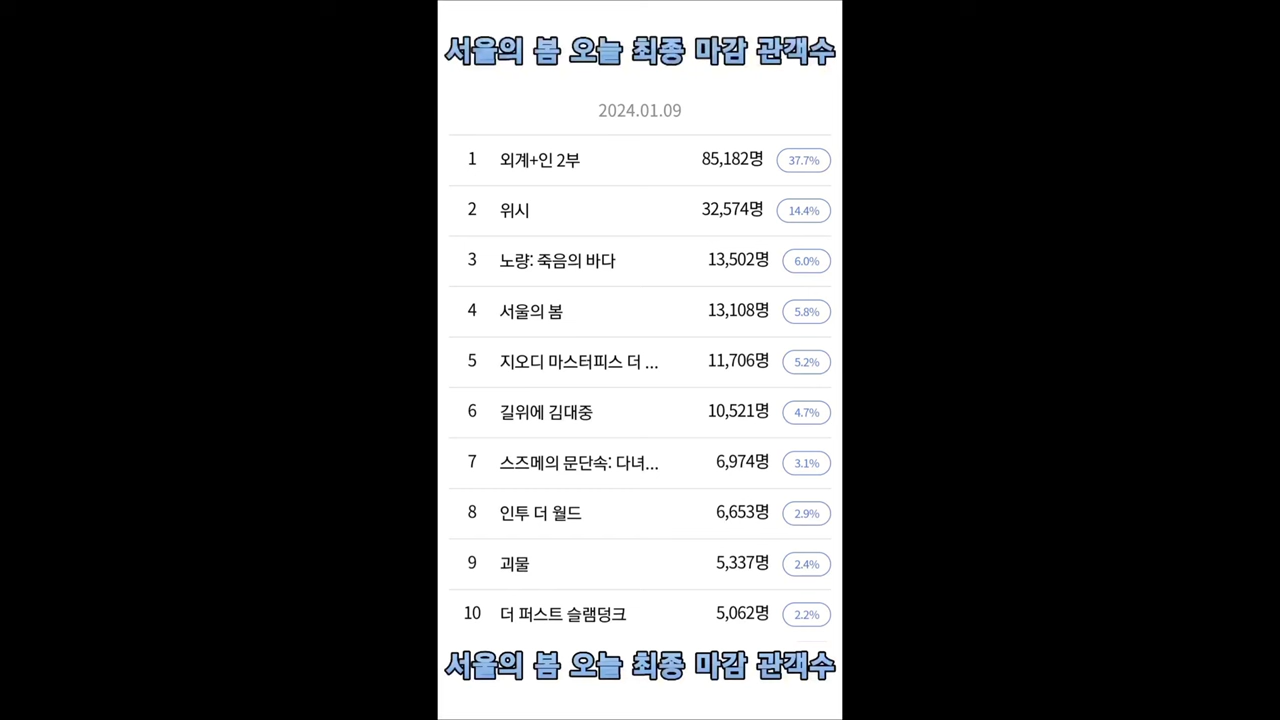 서울의 봄 오늘 최종 마감 관객수
2024.01.09
1 외계+인 2부 85,182명 37.7%
2 위시 32,574명 14.4%
3 노량: 죽음의 바다 13,502명 6.0%
4 서울의 봄 13,108명 5.8%
5 지오디 마스터피스 더 ... 11,706명 5.2%
6 길위에 김대중 10,521명 4.7%
7 스즈메의 문단속: 다녀... 6,974명 3.1%
8 인투 더 월드 6,653명 2.9%
9 괴물 5,337명 2.4%
10 더 퍼스트 슬램덩크 5,062명 2.2%
서울의 봄 오늘 최종 마감 관객수